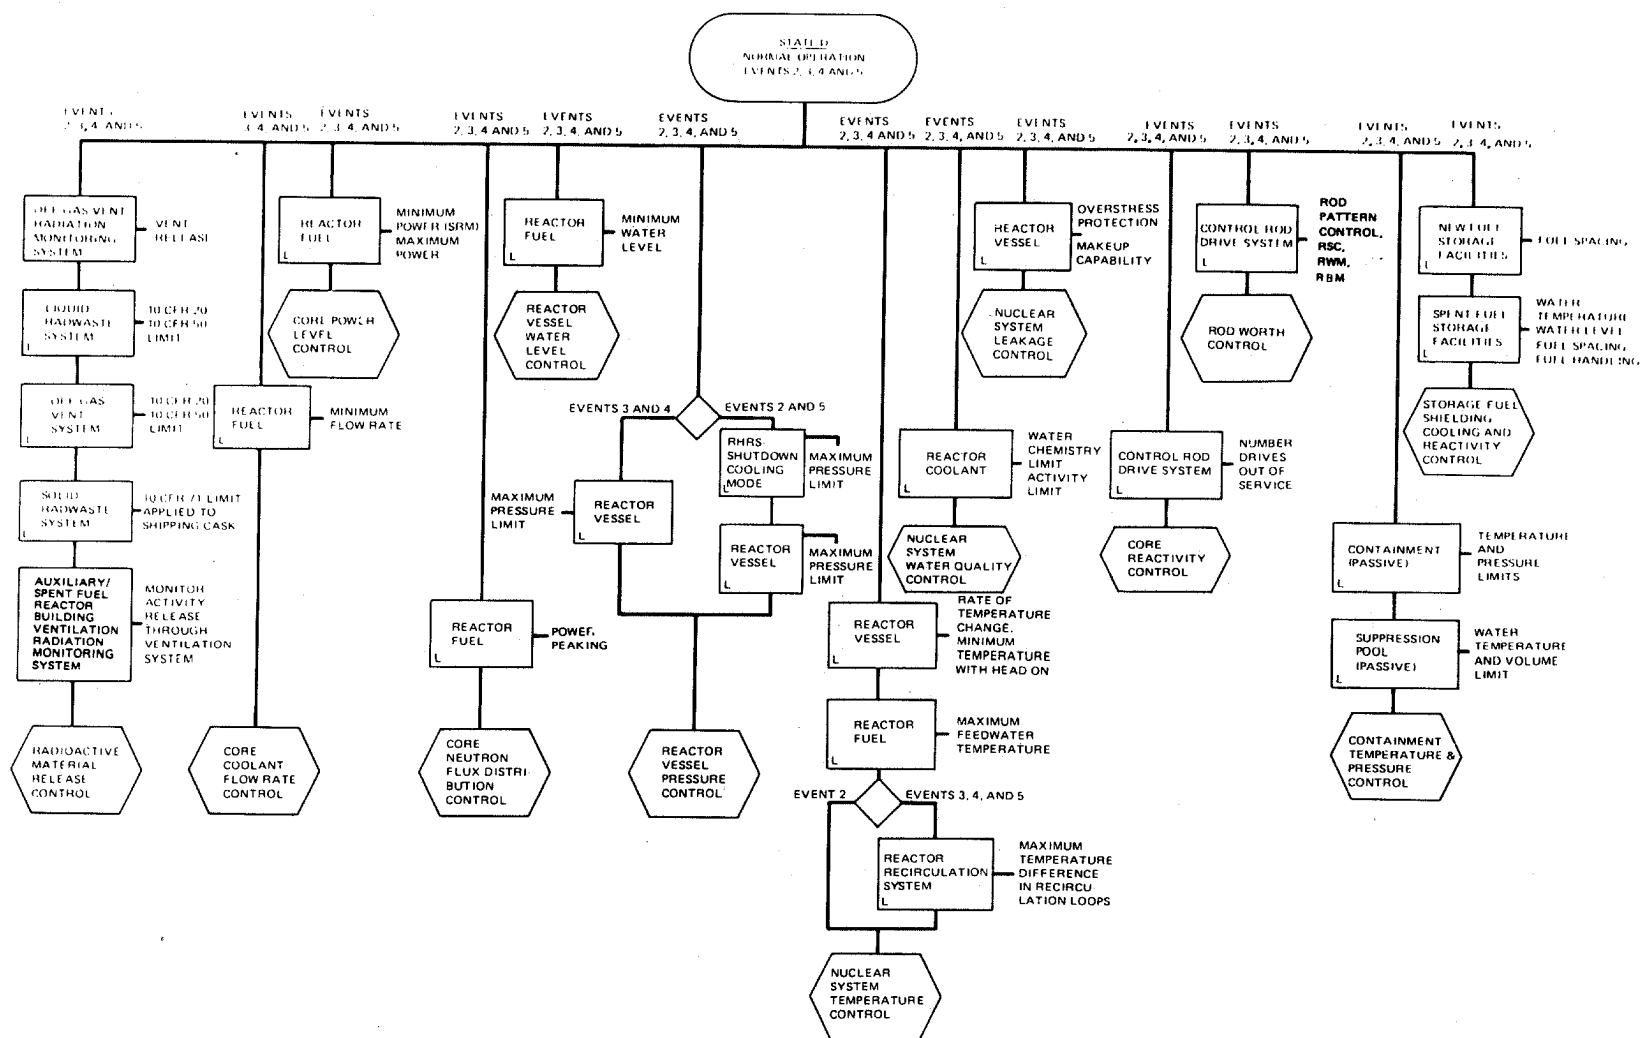 STATE D
NORMAL OPERATION
EVENTS 2, 3, 4 AND 5
EVENTS
2, 3, 4 AND 5
EVENTS
3, 4, AND 5
EVENTS
2, 3, 4, AND 5
EVENTS
2, 3, 4 AND 5
EVENTS
2, 3, 4, AND 5
EVENTS
2, 3, 4, AND 5
EVENTS
2, 3, 4 AND 5
EVENTS
2, 3, 4, AND 5
EVENTS
2, 3, 4, AND 5
EVENTS
2, 3, 4, AND 5
EVENTS
2, 3, 4, AND 5
EVENTS
2, 3, 4, AND 5
EVENTS
2, 3, 4, AND 5
OFF GAS VENT
RADIATION
MONITORING
SYSTEM
L
VENT
RELEASE
LIQUID
RADWASTE
SYSTEM
L
10 CFR 20
10 CFR 50
LIMIT
OFF GAS
VENT
SYSTEM
L
10 CFR 20
10 CFR 50
LIMIT
SOLID
RADWASTE
SYSTEM
L
10 CFR 71 LIMIT
APPLIED TO
SHIPPING CASK
AUXILIARY/
SPENT FUEL
REACTOR
BUILDING
VENTILATION
RADIATION
MONITORING
SYSTEM
MONITOR
ACTIVITY
RELEASE
THROUGH
VENTILATION
SYSTEM
RADIOACTIVE
MATERIAL
RELEASE
CONTROL
REACTOR
FUEL
L
MINIMUM
FLOW RATE
CORE
COOLANT
FLOW RATE
CONTROL
REACTOR
FUEL
L
MINIMUM
POWER (SRM)
MAXIMUM
POWER
CORE POWER
LEVEL
CONTROL
REACTOR
FUEL
L
POWER
PEAKING
CORE
NEUTRON
FLUX DISTRI-
BUTION
CONTROL
REACTOR
FUEL
L
MINIMUM
WATER
LEVEL
REACTOR
VESSEL
WATER
LEVEL
CONTROL
EVENTS 3 AND 4
EVENTS 2 AND 5
MAXIMUM
PRESSURE
LIMIT
REACTOR
VESSEL
L
RHRS-
SHUTDOWN
COOLING
MODE
L
MAXIMUM
PRESSURE
LIMIT
REACTOR
VESSEL
L
MAXIMUM
PRESSURE
LIMIT
REACTOR
VESSEL
PRESSURE
CONTROL
REACTOR
VESSEL
L
RATE OF
TEMPERATURE
CHANGE,
MINIMUM
TEMPERATURE
WITH HEAD ON
REACTOR
FUEL
L
MAXIMUM
FEEDWATER
TEMPERATURE
EVENT 2
EVENTS 3, 4, AND 5
REACTOR
RECIRCULATION
SYSTEM
L
MAXIMUM
TEMPERATURE
DIFFERENCE
IN RECIRCU-
LATION LOOPS
NUCLEAR
SYSTEM
TEMPERATURE
CONTROL
REACTOR
COOLANT
L
WATER
CHEMISTRY
LIMIT
ACTIVITY
LIMIT
NUCLEAR
SYSTEM
WATER QUALITY
CONTROL
REACTOR
VESSEL
L
OVERSTRESS
PROTECTION
MAKEUP
CAPABILITY
NUCLEAR
SYSTEM
LEAKAGE
CONTROL
CONTROL ROD
DRIVE SYSTEM
L
NUMBER
DRIVES
OUT OF
SERVICE
CORE
REACTIVITY
CONTROL
CONTROL ROD
DRIVE SYSTEM
L
ROD
PATTERN
CONTROL,
RSC,
RWM,
RBM
ROD WORTH
CONTROL
CONTAINMENT
(PASSIVE)
L
TEMPERATURE
AND
PRESSURE
LIMITS
SUPPRESSION
POOL
(PASSIVE)
L
WATER
TEMPERATURE
AND VOLUME
LIMIT
CONTAINMENT
TEMPERATURE &
PRESSURE
CONTROL
NEW FUEL
STORAGE
FACILITIES
L
FUEL SPACING
SPENT FUEL
STORAGE
FACILITIES
L
WATER
TEMPERATURE
WATER LEVEL
FUEL SPACING
FUEL HANDLING
STORAGE FUEL
SHIELDING
COOLING AND
REACTIVITY
CONTROL